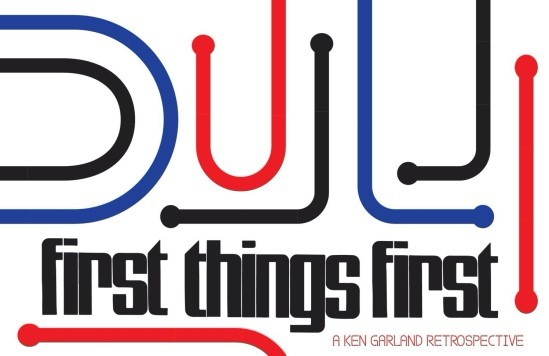 first things first
A KEN GARLAND RETROSPECTIVE